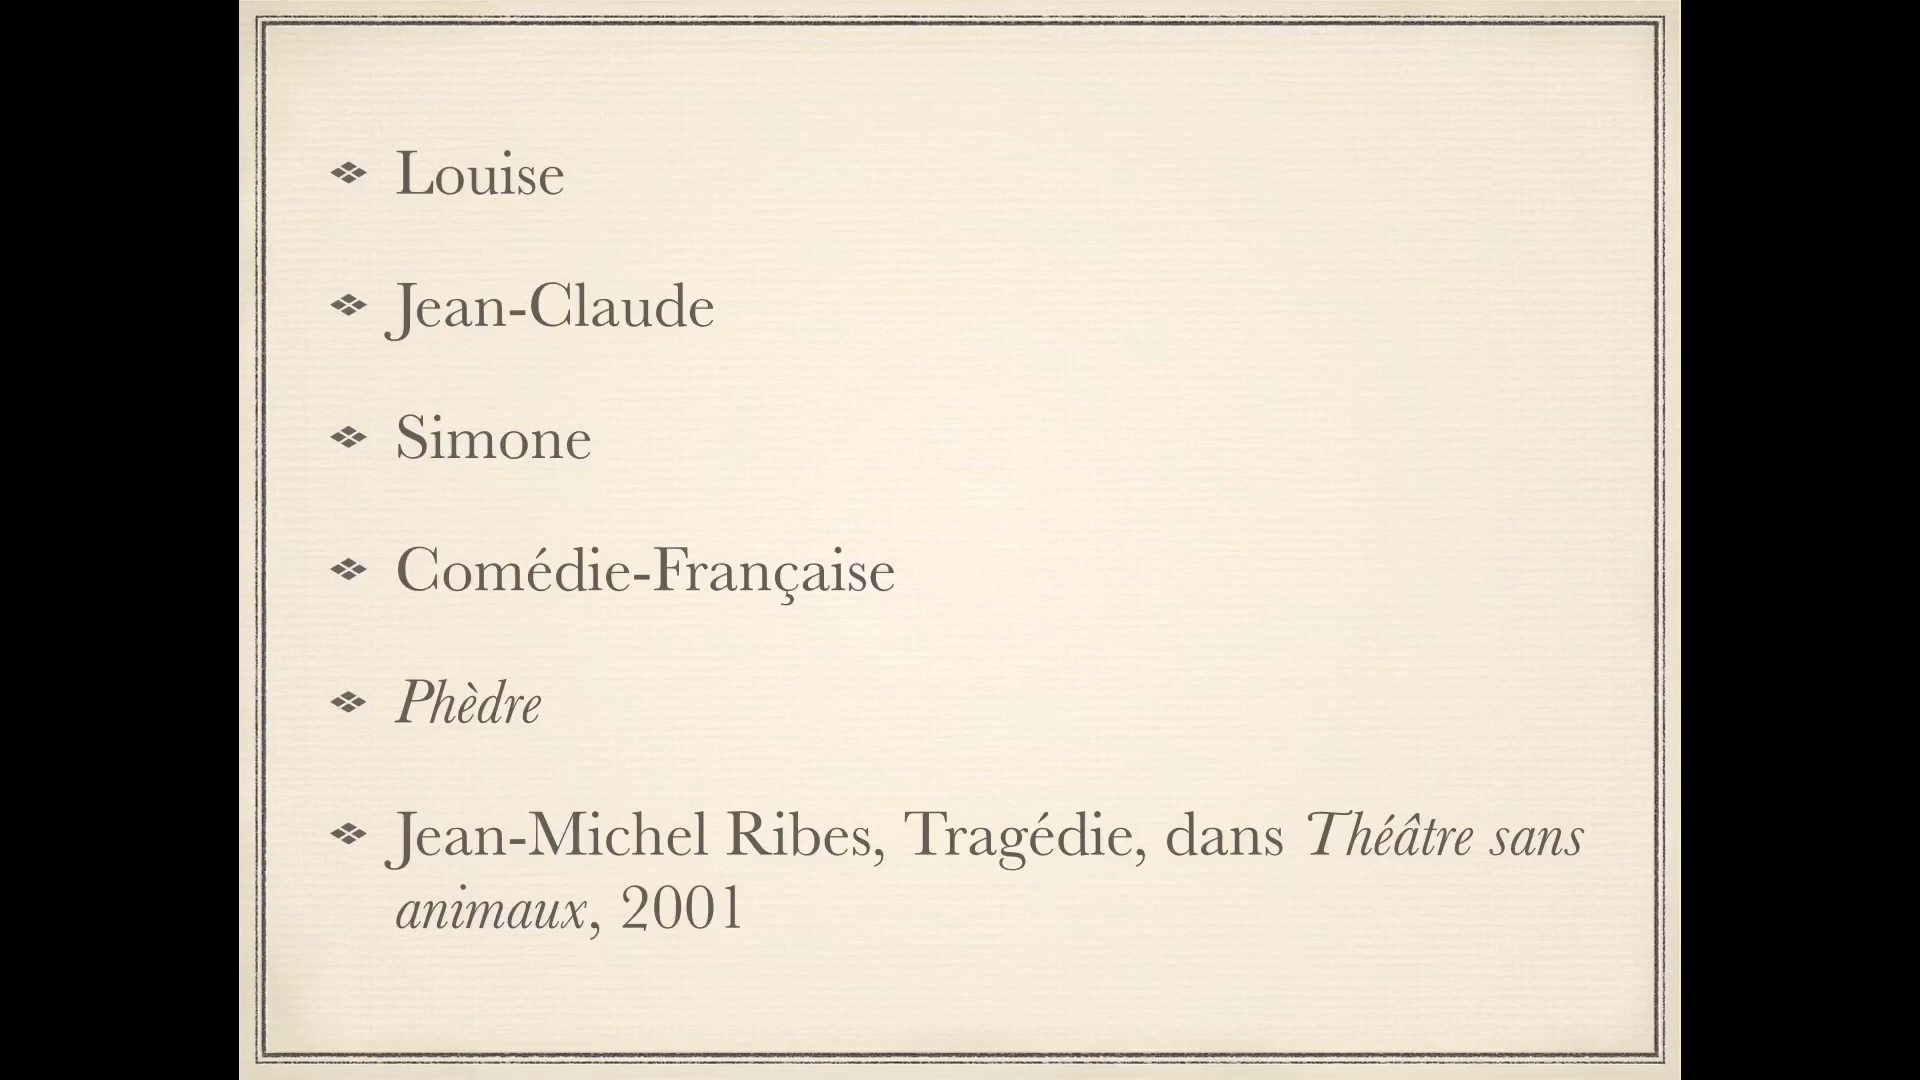 Louise
Jean-Claude
Simone
Comédie-Française
Phèdre
Jean-Michel Ribes, Tragédie, dans Théâtre sans
animaux, 2001